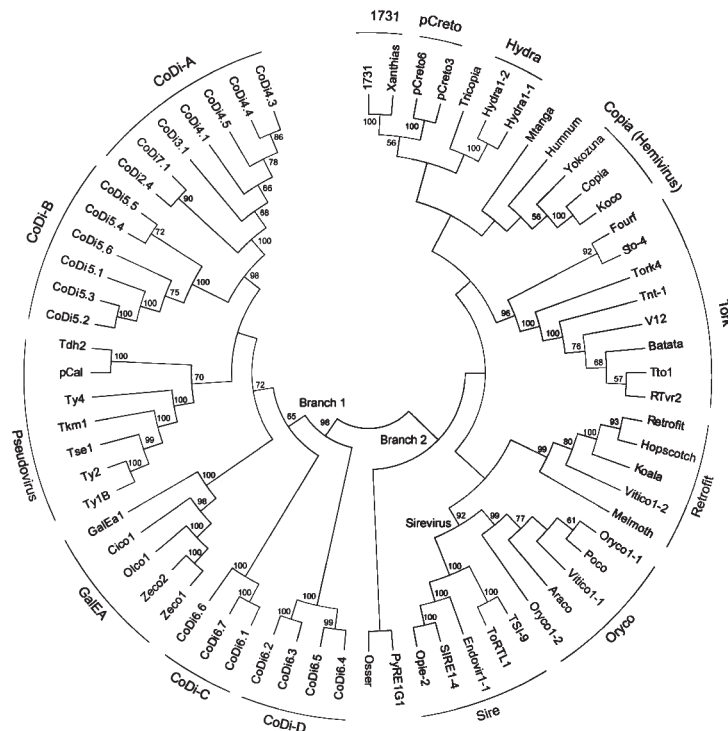 1731
pCreto
Hydra
Copia (Hemivirus)
Tork
Retrofit
Oryco
Sire
CoDi-D
CoDi-C
GalEA
Pseudovirus
CoDi-B
CoDi-A
1731
Xanthias
pCreto6
pCreto3
Tricopia
Hydra1-2
Hydra1-1
Mtanga
Humnum
Yokozuna
Copia
Koco
Fourf
Sto-4
Tork4
Tnt-1
V12
Batata
Tto1
RTvr2
Retrofit
Hopscotch
Koala
Vitico1-2
Melmoth
Oryco1-1
Poco
Vitico1-1
Araco
Oryco1-2
TSI-9
ToRTL1
Endovir1-1
SIRE1-4
Opie-2
PyRE1G1
Osser
CoDi6.4
CoDi6.5
CoDi6.3
CoDi6.2
CoDi6.1
CoDi6.7
CoDi6.6
Zeco1
Zeco2
Olco1
Cico1
GalEa1
Ty1B
Ty2
Tse1
Tkm1
Ty4
pCal
Tdh2
CoDi5.2
CoDi5.3
CoDi5.1
CoDi5.6
CoDi5.4
CoDi5.5
CoDi2.4
CoDi7.1
CoDi3.1
CoDi4.1
CoDi4.5
CoDi4.4
CoDi4.3
Branch 1
Branch 2
Sirevirus
100
100
56
100
56
100
92
98
100
100
100
76
68
57
93
100
80
99
92
99
77
61
100
100
100
100
100
100
99
100
100
98
65
72
100
98
100
100
70
100
100
100
99
100
98
100
75
100
100
72
100
90
68
66
78
86